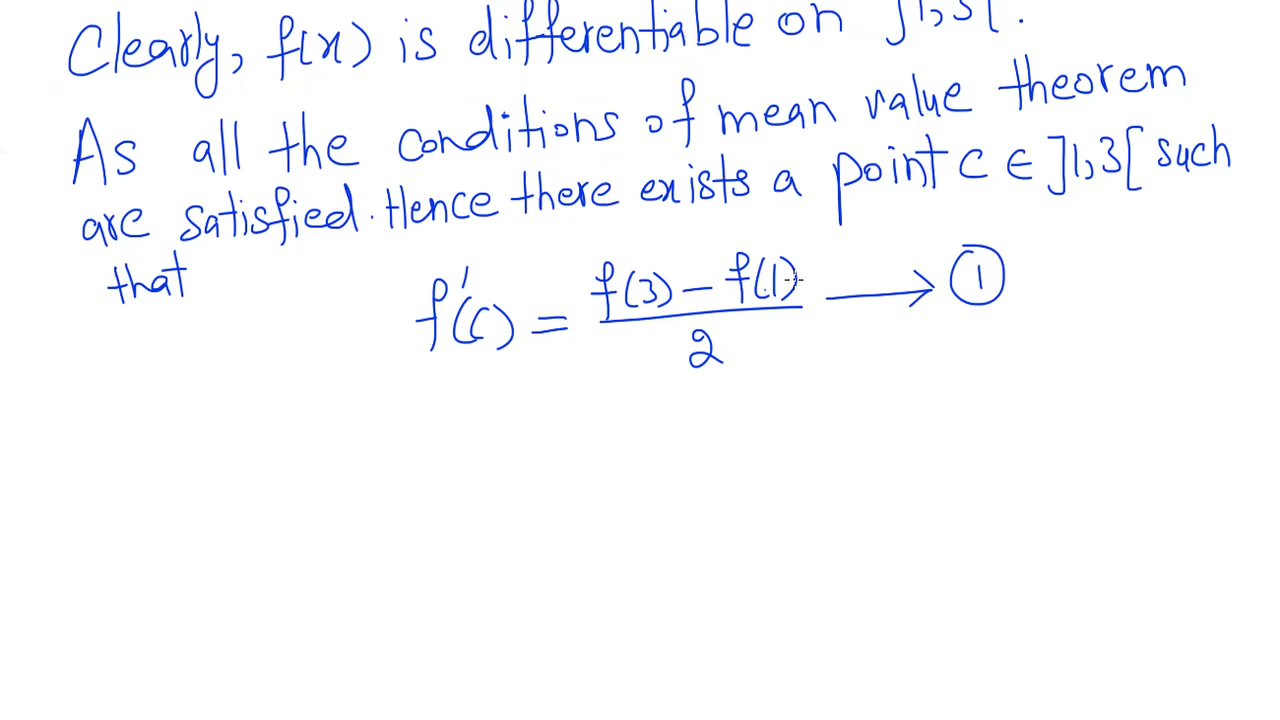 Clearly, f(x) is differentiable on ]1,3[.
As all the conditions of mean value theorem
are satisfied. Hence there exists a point C ∈ ]1,3[ such
that
f'(c) = f(3) - f(1) / 2 ⟶ ①